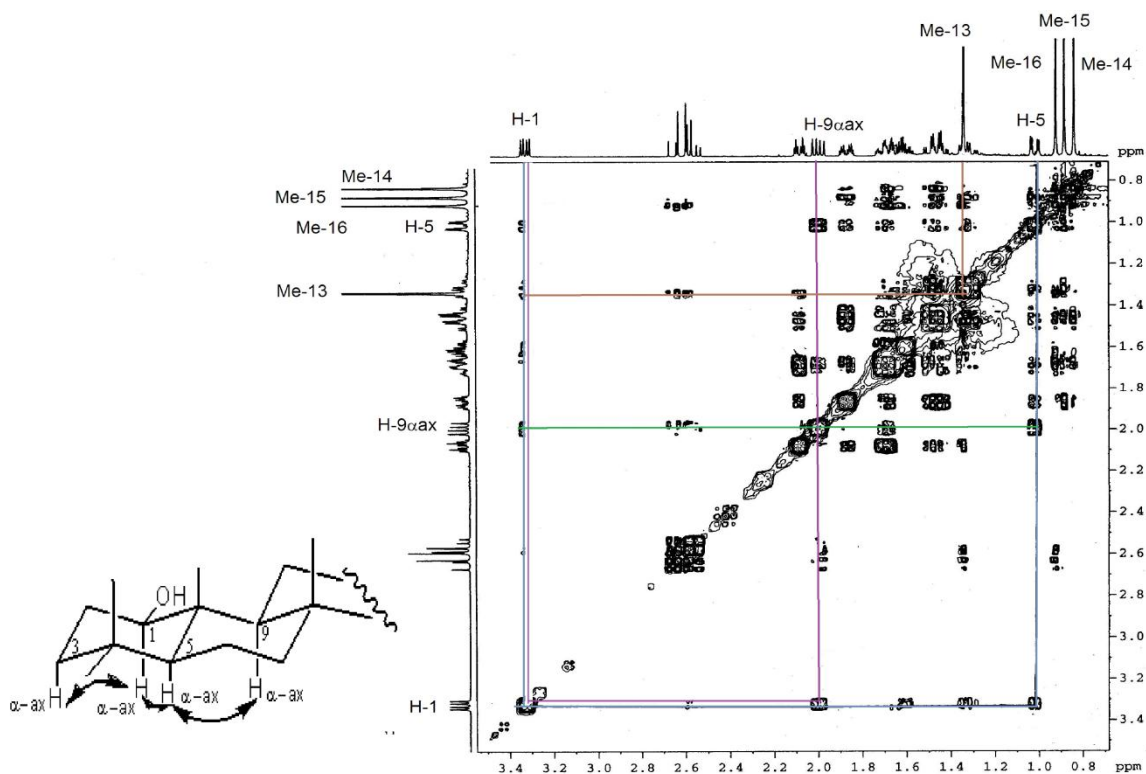 Me-15
Me-13
Me-16
Me-14
H-1
H-9αax
H-5
ppm
Me-14
Me-15
Me-16 H-5
Me-13
H-9αax
H-1
0.8
1.0
1.2
1.4
1.6
1.8
2.0
2.2
2.4
2.6
2.8
3.0
3.2
3.4
ppm
3.4 3.2 3.0 2.8 2.6 2.4 2.2 2.0 1.8 1.6 1.4 1.2 1.0 0.8 ppm
OH
3 1 5 9
H H H H
α-ax α-ax α-ax α-ax